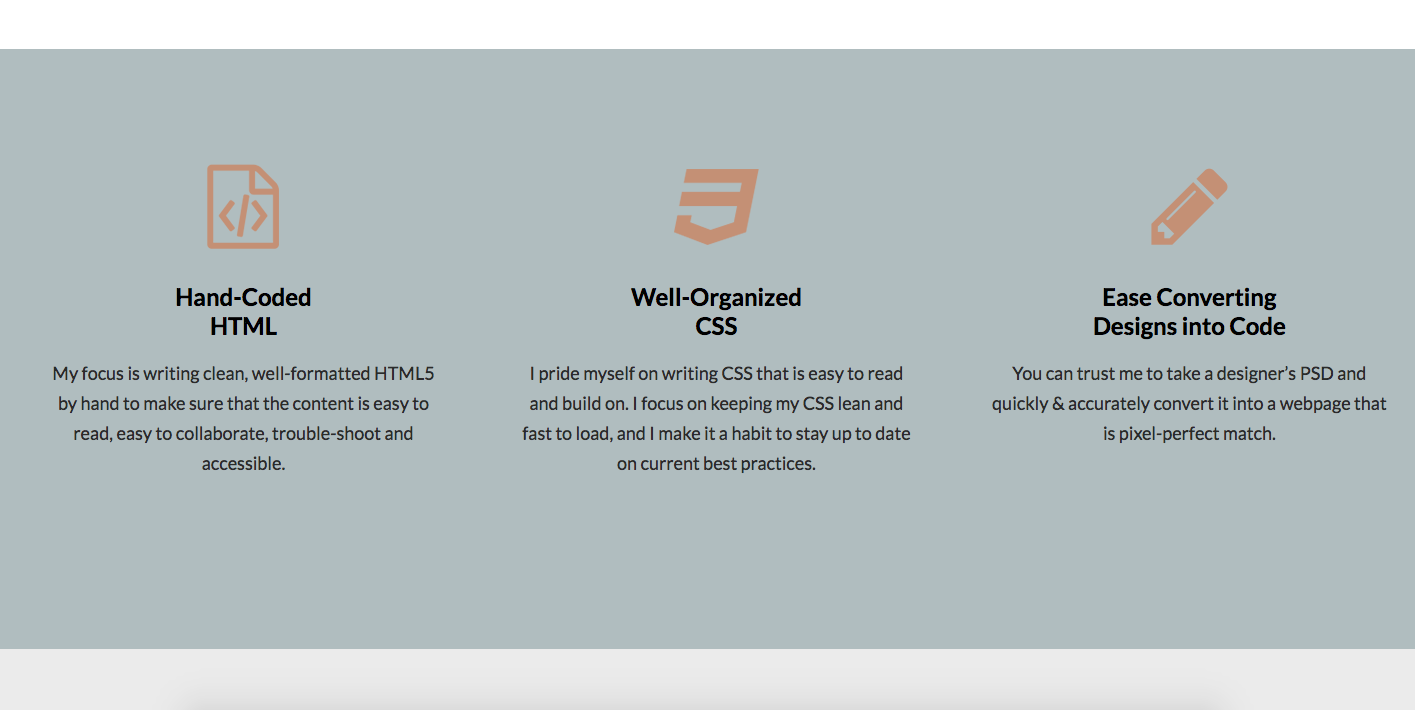 Hand-Coded
HTML
My focus is writing clean, well-formatted HTML5
by hand to make sure that the content is easy to
read, easy to collaborate, trouble-shoot and
accessible.
Well-Organized
CSS
I pride myself on writing CSS that is easy to read
and build on. I focus on keeping my CSS lean and
fast to load, and I make it a habit to stay up to date
on current best practices.
Ease Converting
Designs into Code
You can trust me to take a designer’s PSD and
quickly & accurately convert it into a webpage that
is pixel-perfect match.